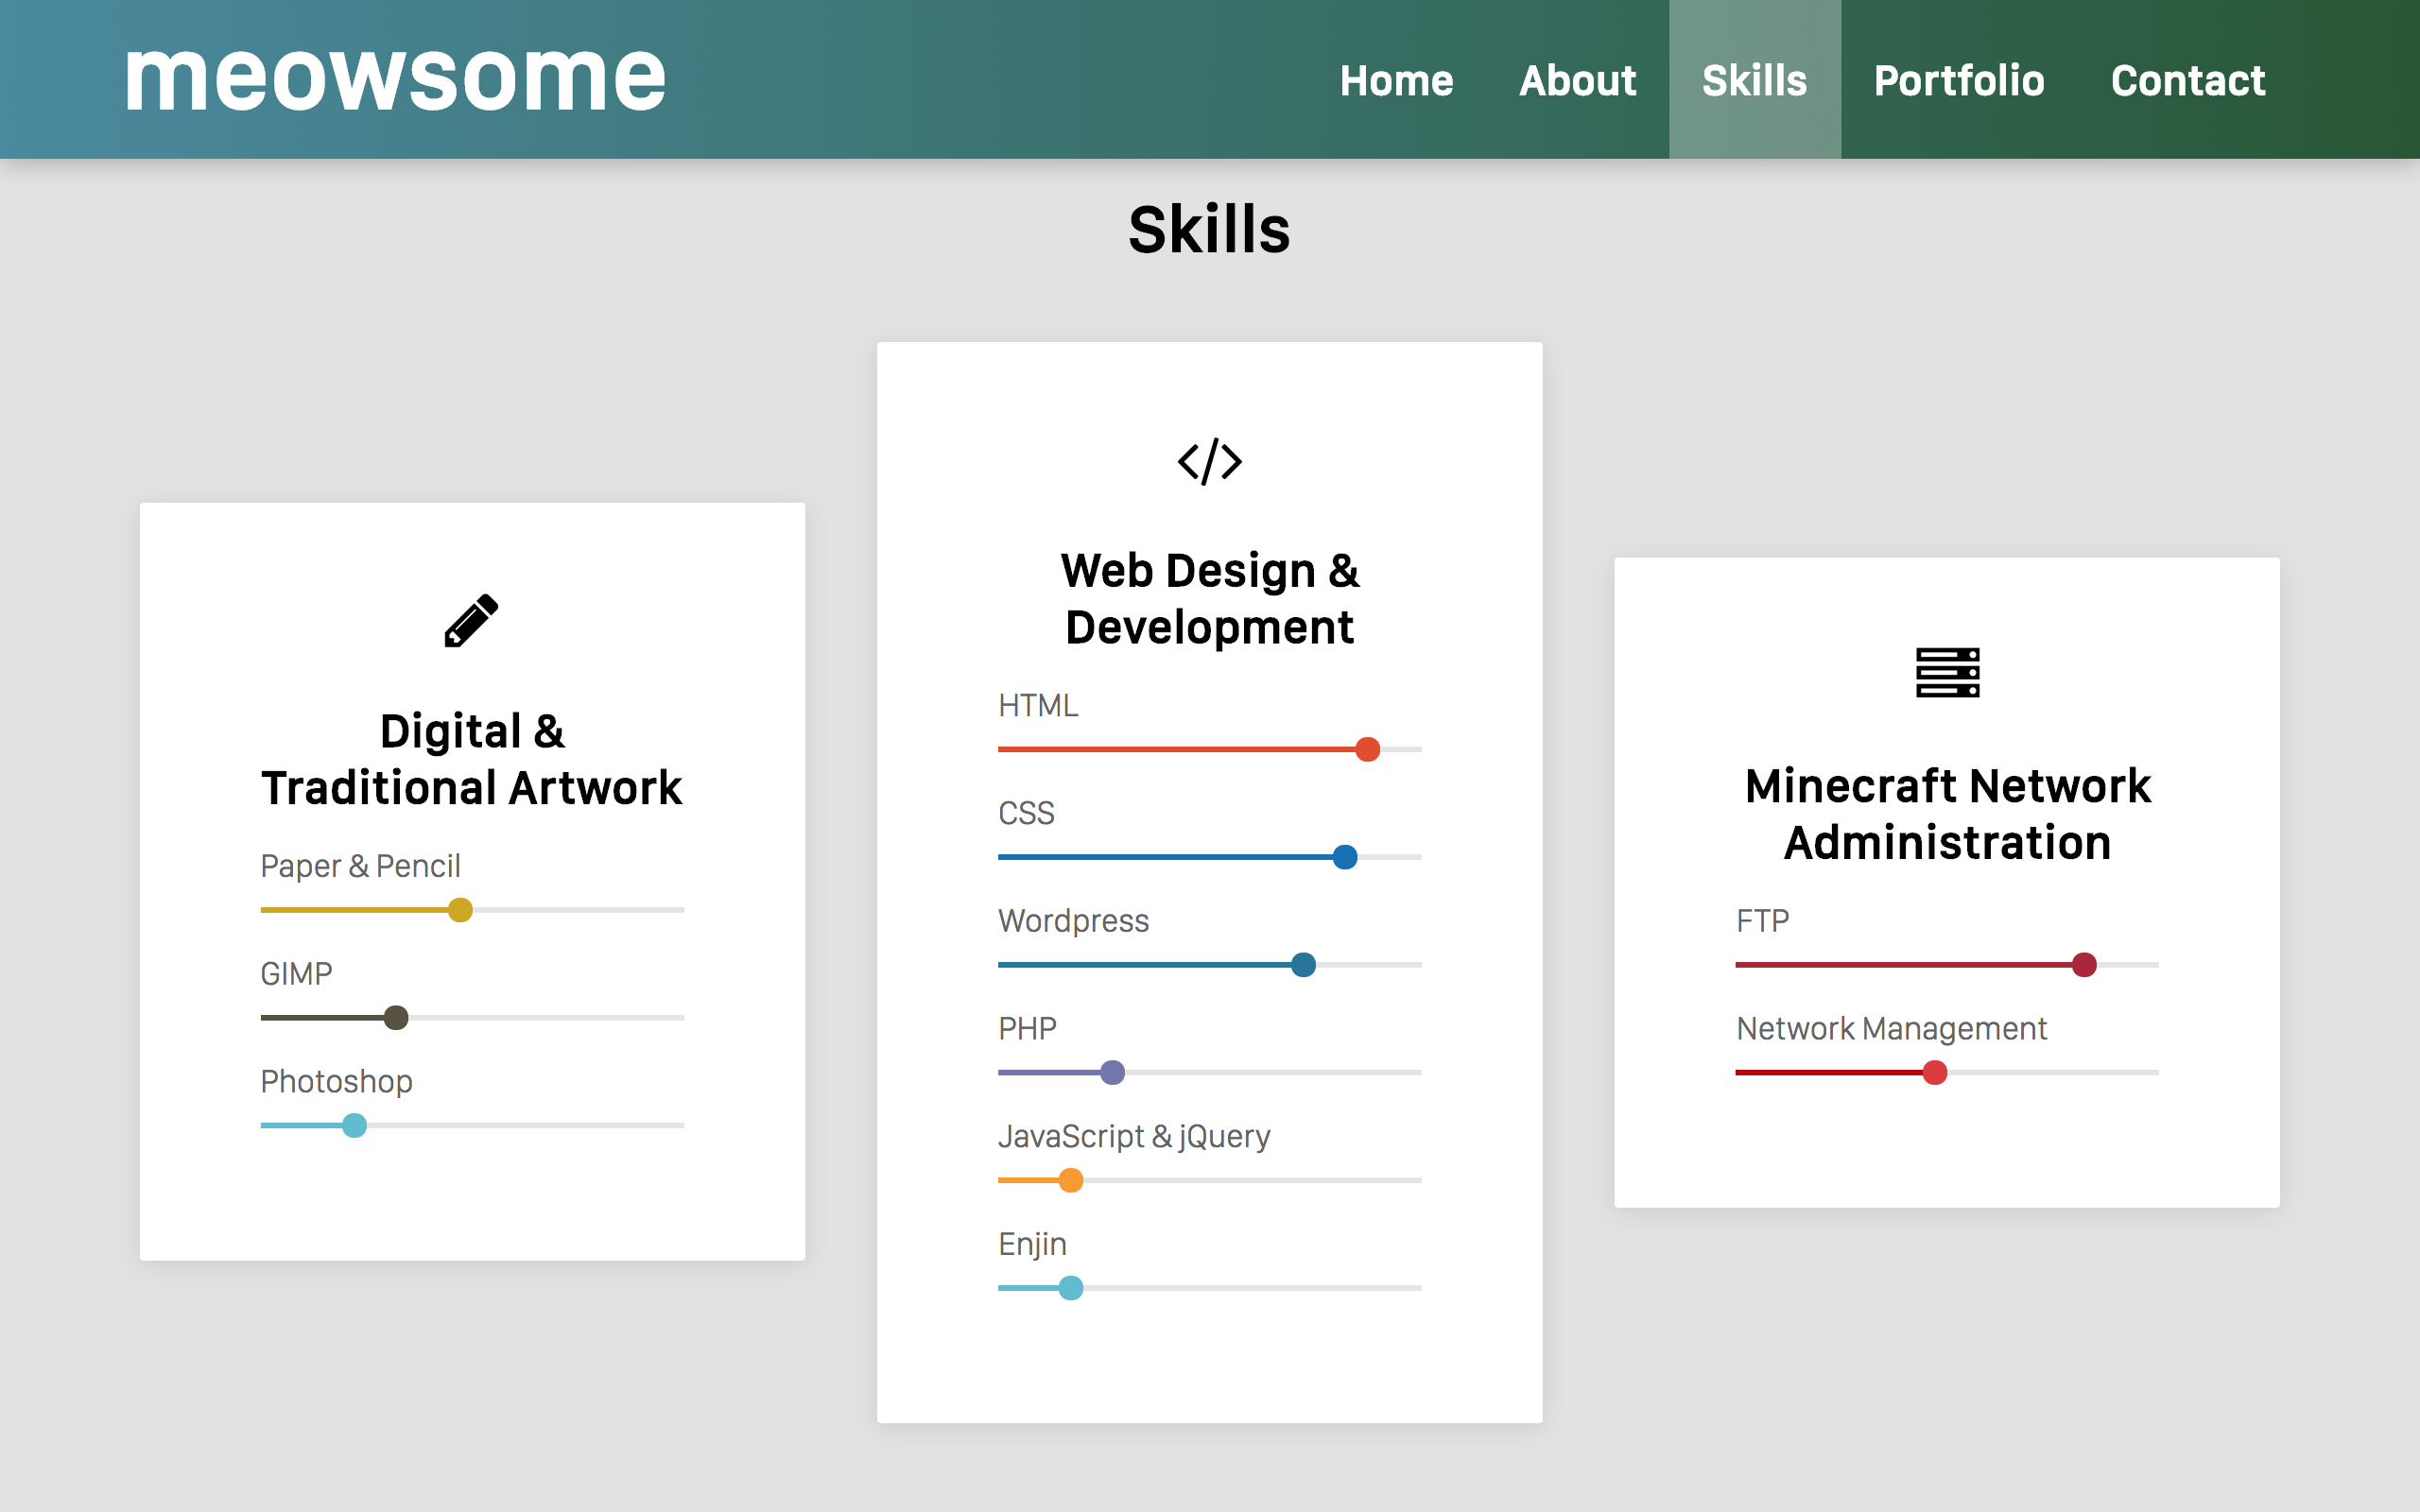 meowsome
Home About Skills Portfolio Contact
Skills
Digital &
Traditional Artwork
Paper & Pencil
GIMP
Photoshop
Web Design &
Development
HTML
CSS
Wordpress
PHP
JavaScript & jQuery
Enjin
Minecraft Network
Administration
FTP
Network Management